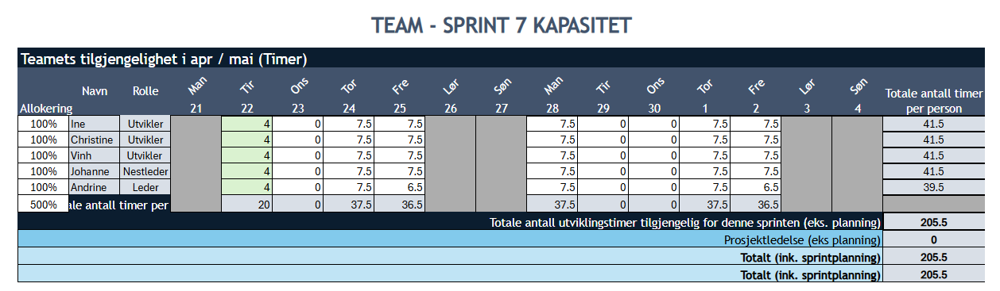 TEAM - SPRINT 7 KAPASITET
Teamets tilgjengelighet i apr / mai (Timer)
Allokering Navn Rolle Man 21 Tir 22 Ons 23 Tor 24 Fre 25 Lør 26 Søn 27 Man 28 Tir 29 Ons 30 Tor 1 Fre 2 Lør 3 Søn 4 Totale antall timer per person
100% Ine Utvikler 4 0 7.5 7.5 7.5 0 0 7.5 7.5 41.5
100% Christine Utvikler 4 0 7.5 7.5 7.5 0 0 7.5 7.5 41.5
100% Vinh Utvikler 4 0 7.5 7.5 7.5 0 0 7.5 7.5 41.5
100% Johanne Nestleder 4 0 7.5 7.5 7.5 0 0 7.5 7.5 41.5
100% Andrine Leder 4 0 7.5 6.5 7.5 0 0 7.5 6.5 39.5
500% ale antall timer per 20 0 37.5 36.5 37.5 0 0 37.5 36.5
Totale antall utviklingstimer tilgjengelig for denne sprinten (eks. planning) 205.5
Prosjektledelse (eks planning) 0
Totalt (ink. sprintplanning) 205.5
Totalt (ink. sprintplanning) 205.5